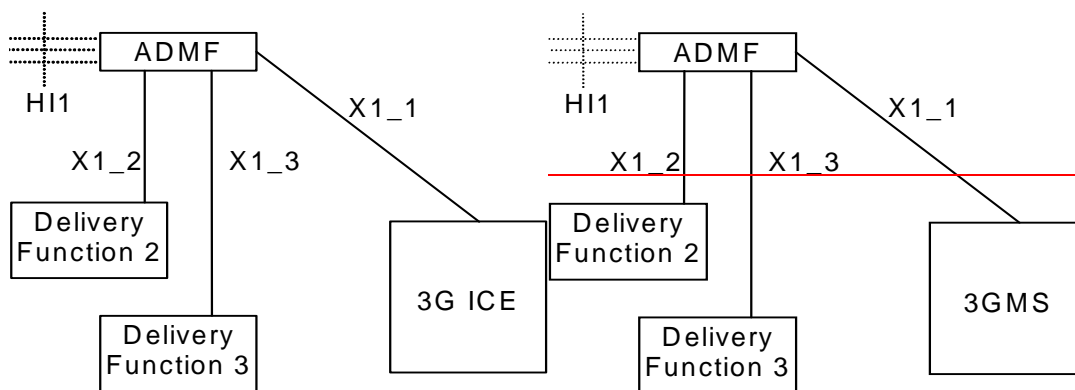 ADMF
HI1
X1_1
X1_2
X1_3
Delivery
Function 2
3G ICE
Delivery
Function 3
ADMF
HI1
X1_1
X1_2
X1_3
Delivery
Function 2
3GMS
Delivery
Function 3